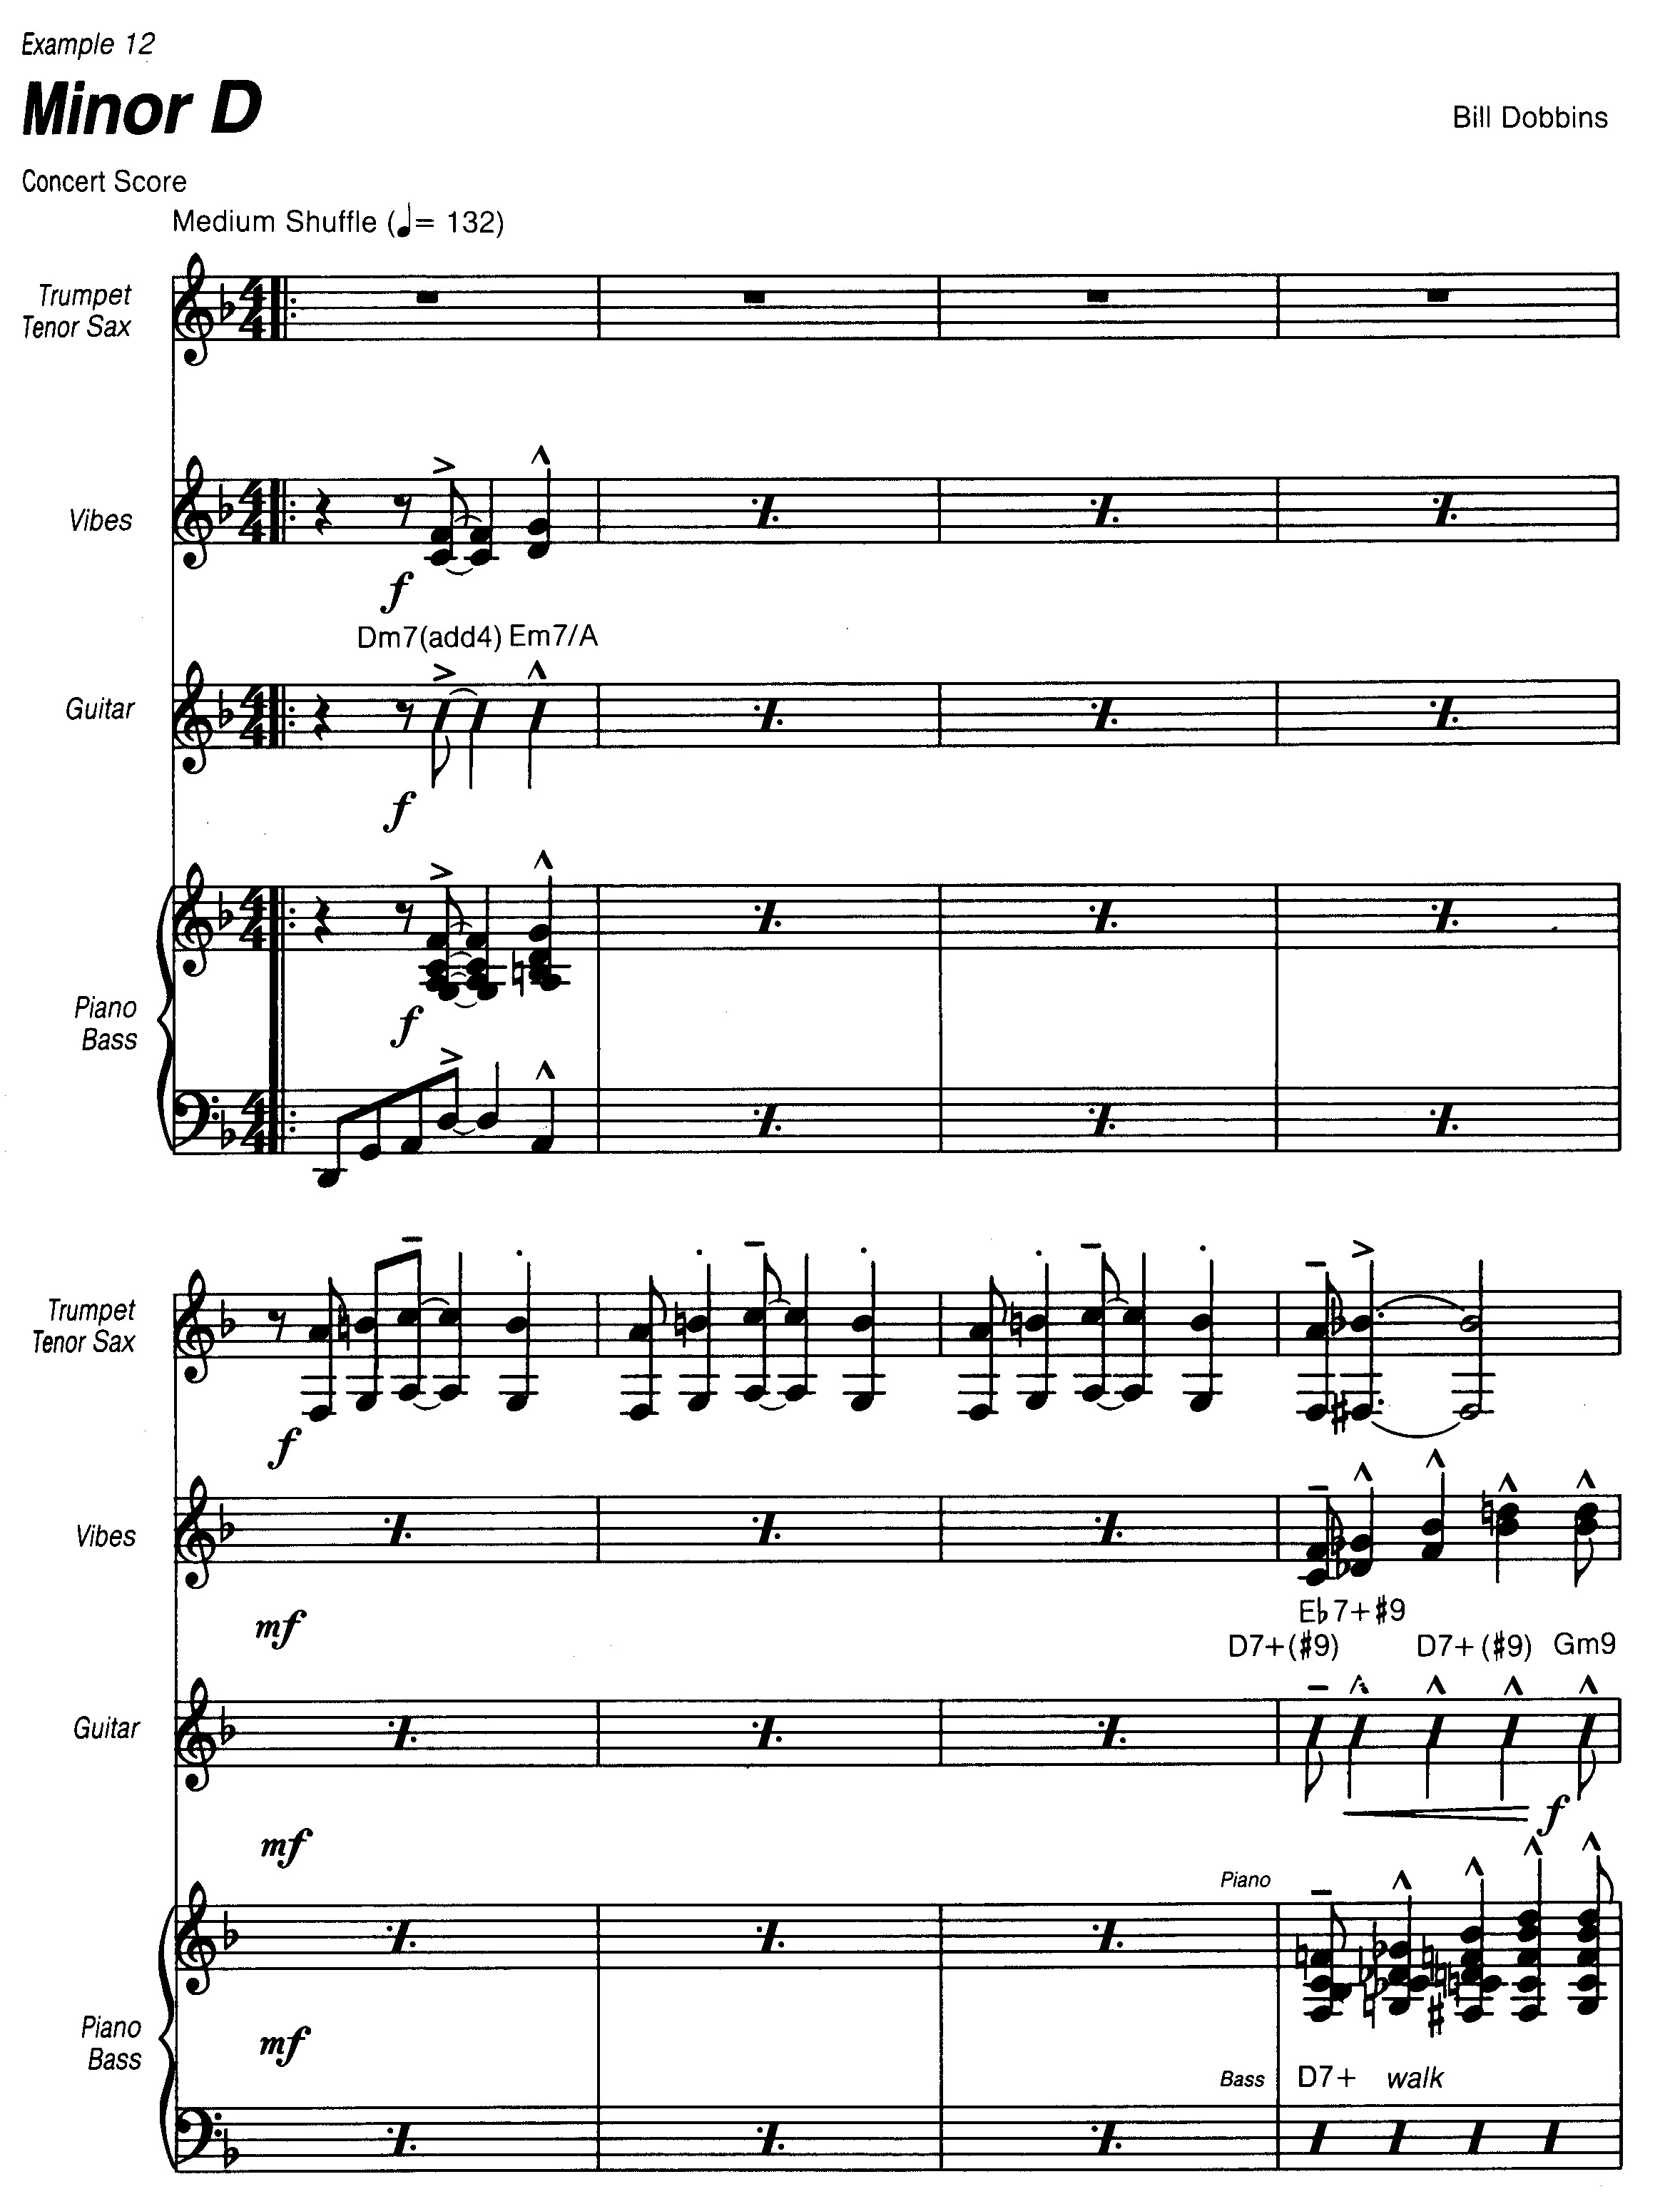 Example 12
Minor D
Bill Dobbins
Concert Score
Medium Shuffle (♩= 132)
Trumpet
Tenor Sax
Vibes
f
Dm7(add4) Em7/A
Guitar
f
Piano
Bass
f
Trumpet
Tenor Sax
f
Vibes
mf
E♭7+#9
D7+(#9) D7+(#9) Gm9
Guitar
f
mf
Piano
Piano
Bass
mf
Bass D7+ walk